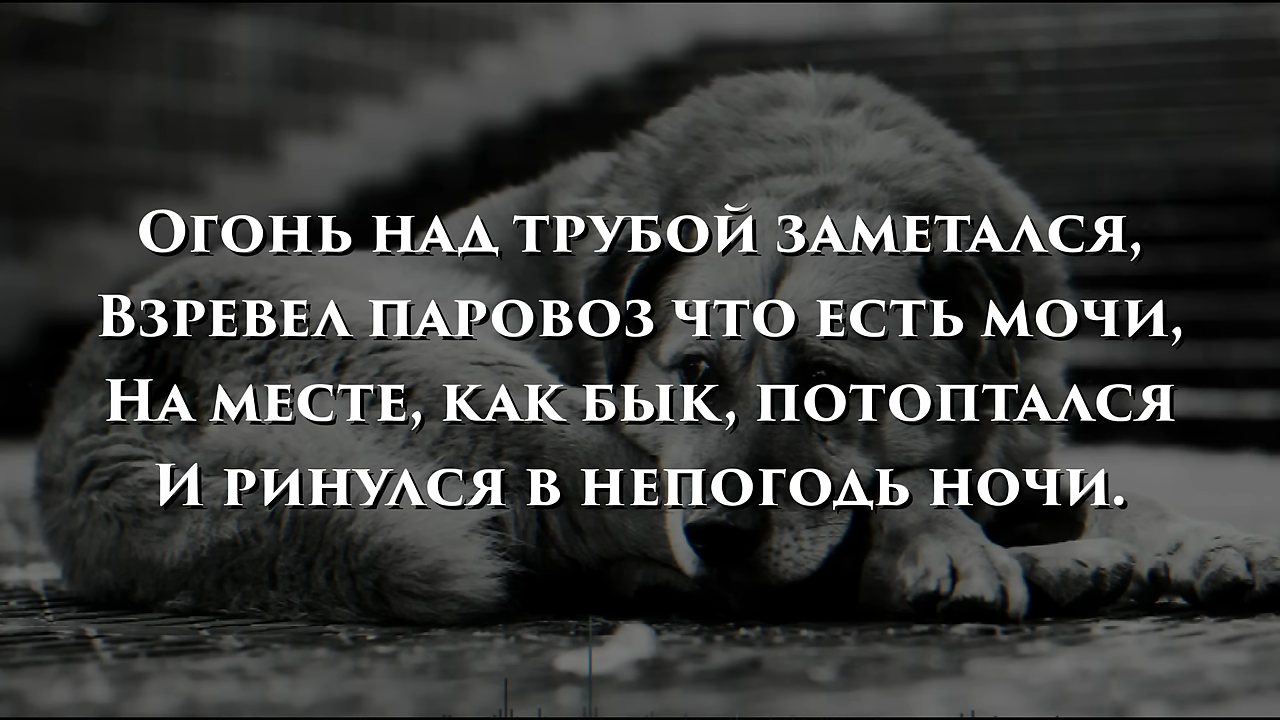 Огонь над трубой заметался,
Взревел паровоз что есть мочи,
На месте, как бык, потоптался
И ринулся в непогодь ночи.